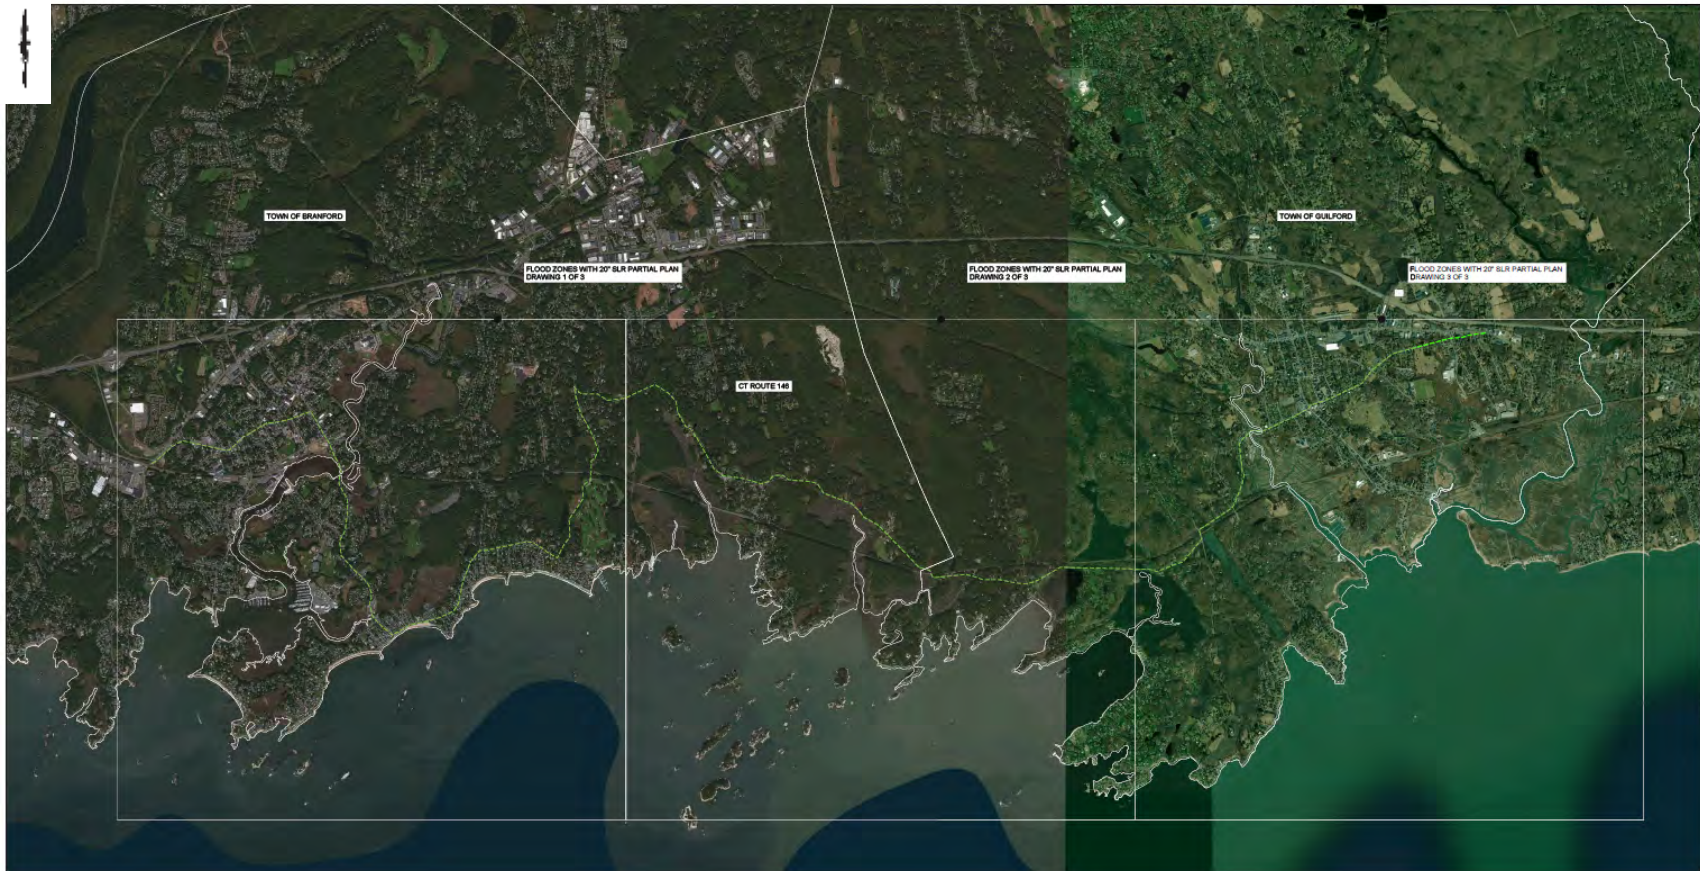 TOWN OF BRANFORD
TOWN OF GUILFORD
FLOOD ZONES WITH 20" SLR PARTIAL PLAN
DRAWING 1 OF 3
FLOOD ZONES WITH 20" SLR PARTIAL PLAN
DRAWING 2 OF 3
FLOOD ZONES WITH 20" SLR PARTIAL PLAN
DRAWING 3 OF 3
CT ROUTE 146